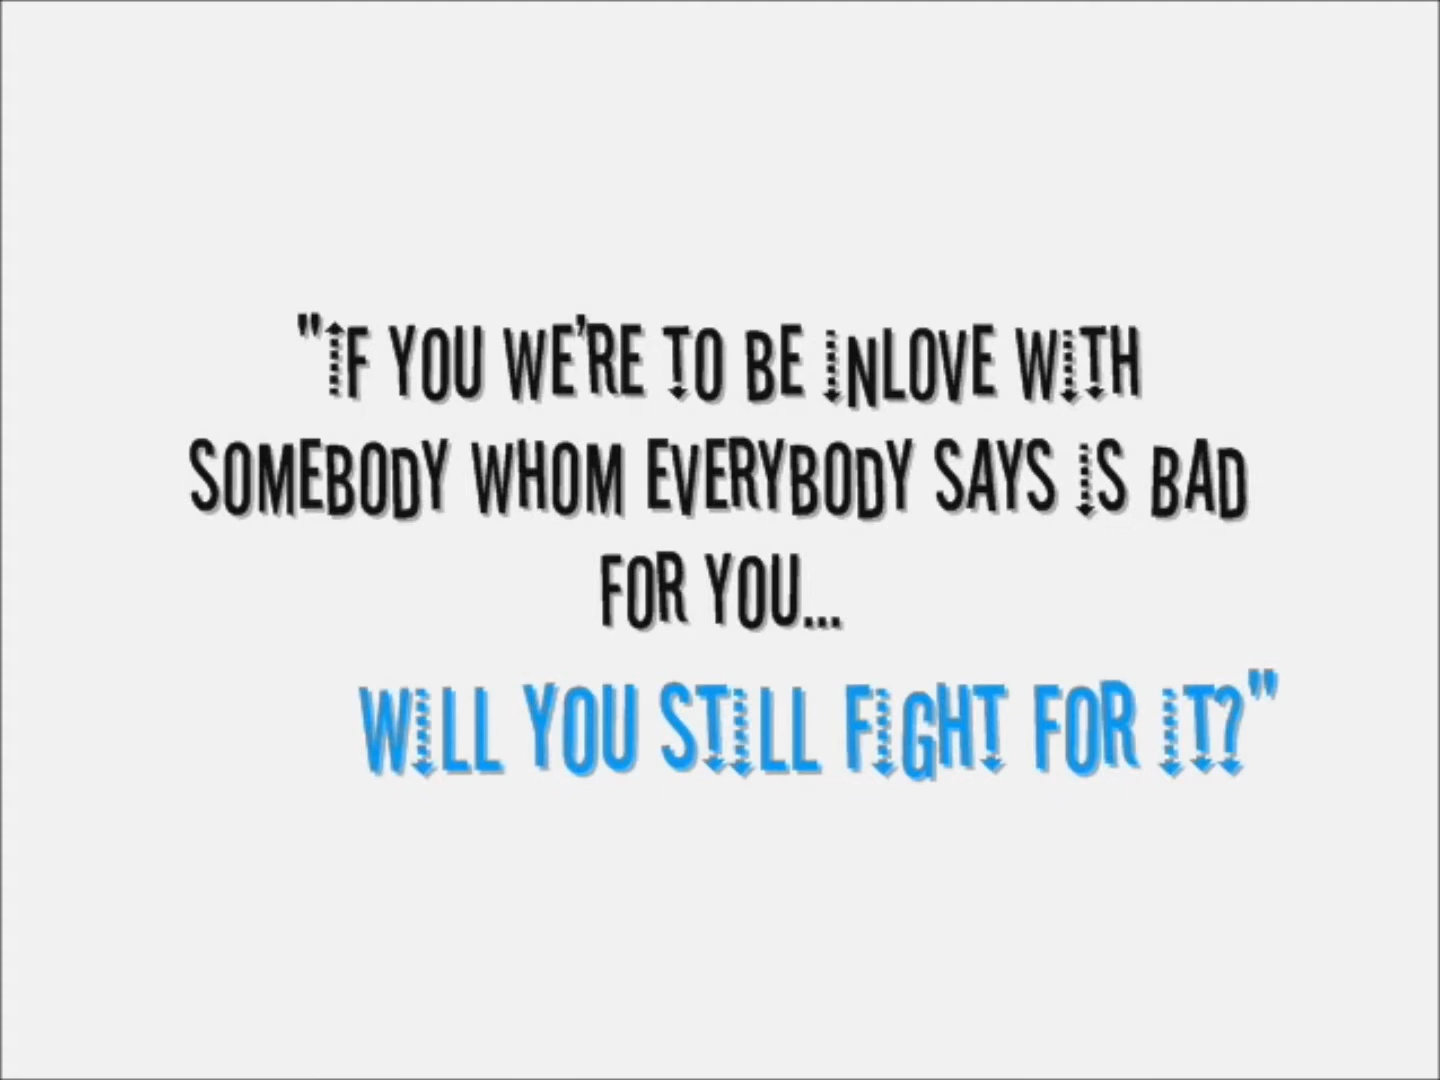 "IF YOU WE'RE TO BE INLOVE WITH
SOMEBODY WHOM EVERYBODY SAYS IS BAD
FOR YOU...
WILL YOU STILL FIGHT FOR IT?"